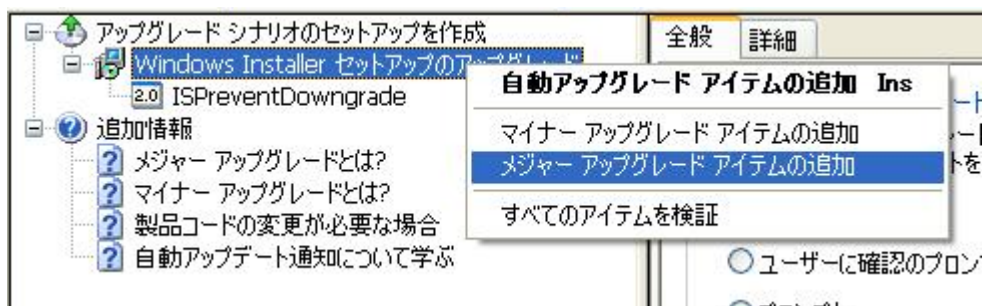 アップグレード シナリオのセットアップを作成
Windows Installer セットアップの
2.0 ISPreventDowngrade
追加情報
メジャー アップグレードとは?
マイナー アップグレードとは?
製品コードの変更が必要な場合
自動アップデート通知について学ぶ
全般 詳細
自動アップグレード アイテムの追加 Ins
マイナー アップグレード アイテムの追加
メジャー アップグレード アイテムの追加
すべてのアイテムを検証
ユーザーに確認のプロン